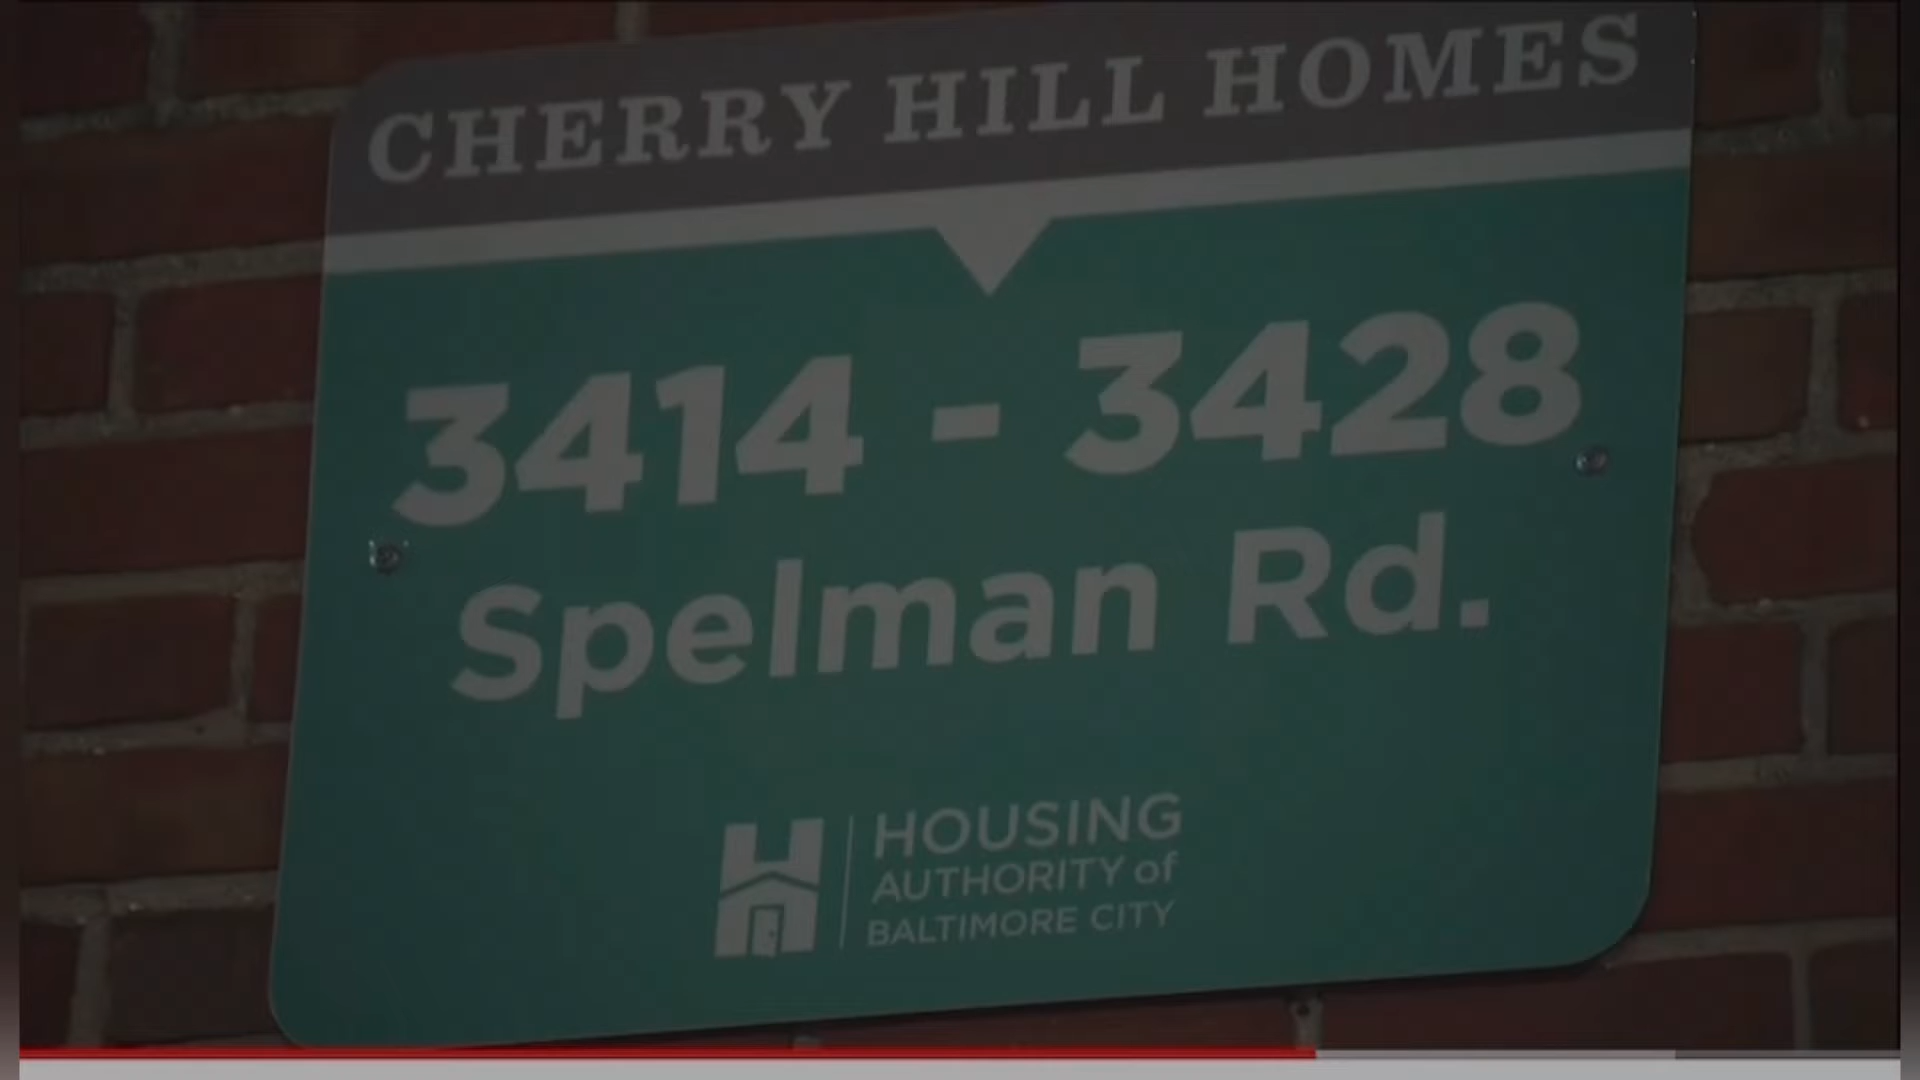 CHERRY HILL HOMES
3414 - 3428
Spelman Rd.
HOUSING
AUTHORITY of
BALTIMORE CITY